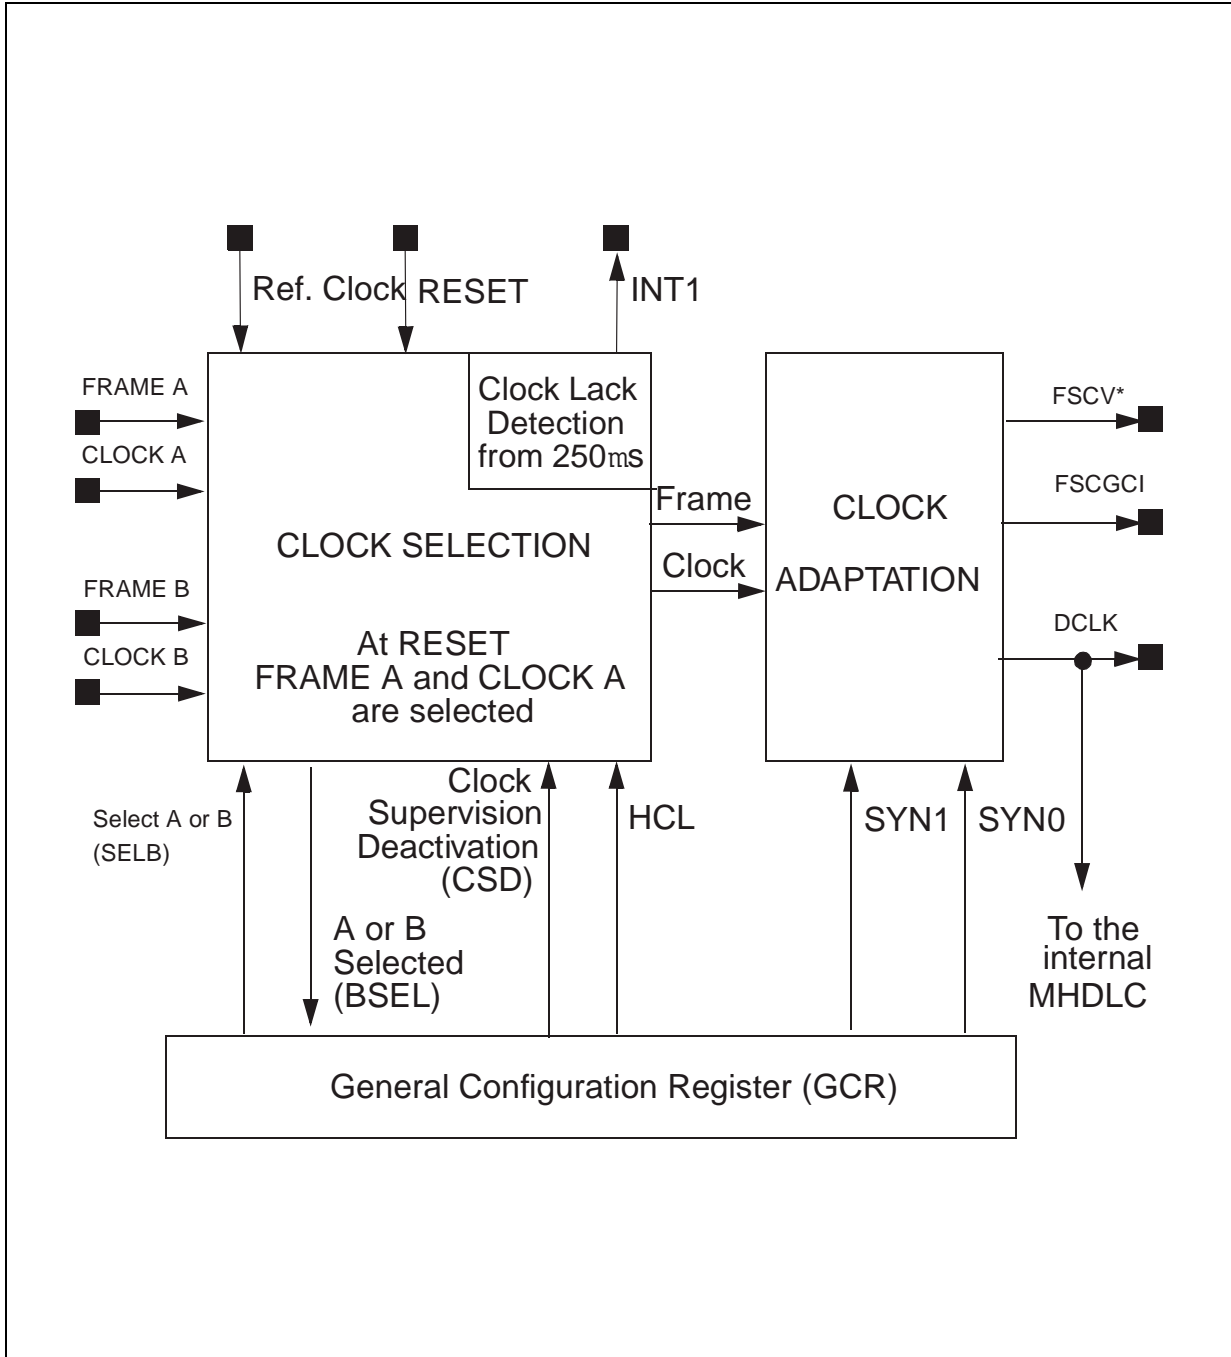 Ref. Clock
RESET
INT1
FRAME A
CLOCK A
FRAME B
CLOCK B
Clock Lack
Detection
from 250ms
CLOCK SELECTION
At RESET
FRAME A and CLOCK A
are selected
Frame
Clock
CLOCK
ADAPTATION
FSCV*
FSCGCI
DCLK
Select A or B
(SELB)
A or B
Selected
(BSEL)
Clock
Supervision
Deactivation
(CSD)
HCL
SYN1
SYN0
To the
internal
MHDLC
General Configuration Register (GCR)